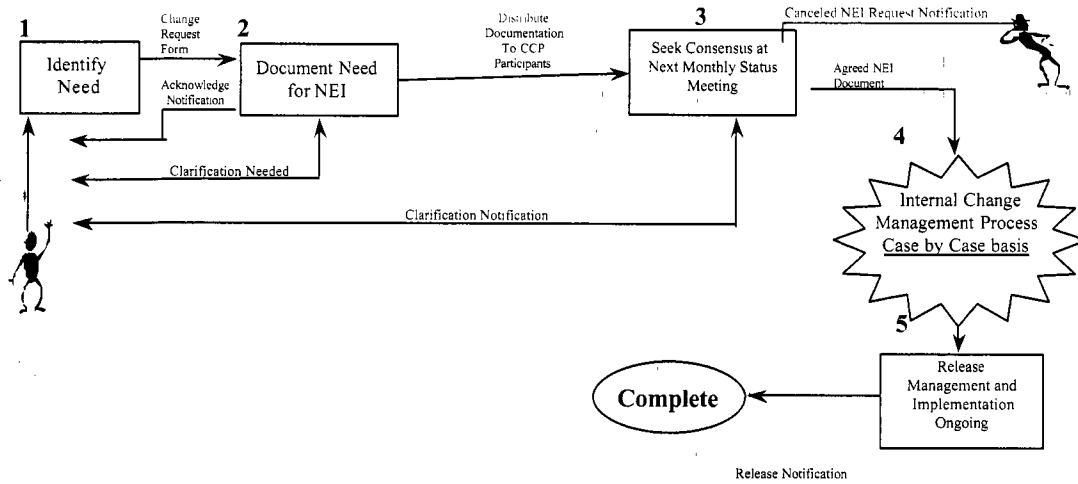 1
Identify
Need
Change
Request
Form
Acknowledge
Notification
2
Document Need
for NEI
Distribute
Documentation
To CCP
Participants
3
Seek Consensus at
Next Monthly Status
Meeting
Canceled NEI Request Notification
Agreed NEI
Document
Clarification Needed
Clarification Notification
4
Internal Change
Management Process
Case by Case basis
5
Release
Management and
Implementation
Ongoing
Complete
Release Notification